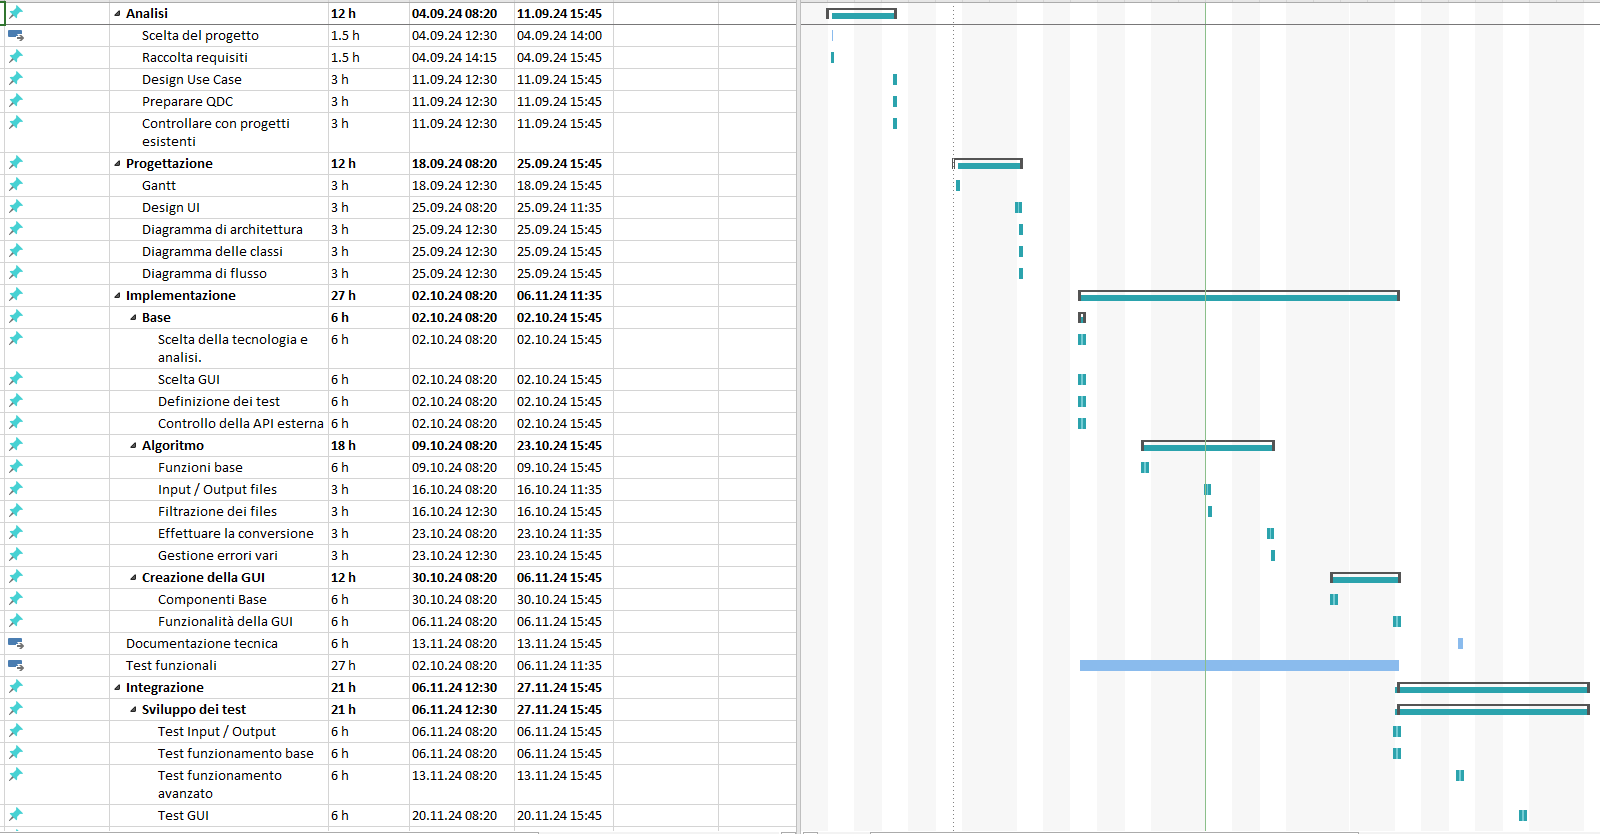 Analisi 12 h 04.09.24 08:20 11.09.24 15:45
Scelta del progetto 1.5 h 04.09.24 12:30 04.09.24 14:00
Raccolta requisiti 1.5 h 04.09.24 14:15 04.09.24 15:45
Design Use Case 3 h 11.09.24 12:30 11.09.24 15:45
Preparare QDC 3 h 11.09.24 12:30 11.09.24 15:45
Controllare con progetti 3 h 11.09.24 12:30 11.09.24 15:45
esistenti
Progettazione 12 h 18.09.24 08:20 25.09.24 15:45
Gantt 3 h 18.09.24 12:30 18.09.24 15:45
Design UI 3 h 25.09.24 08:20 25.09.24 11:35
Diagramma di architettura 3 h 25.09.24 12:30 25.09.24 15:45
Diagramma delle classi 3 h 25.09.24 12:30 25.09.24 15:45
Diagramma di flusso 3 h 25.09.24 12:30 25.09.24 15:45
Implementazione 27 h 02.10.24 08:20 06.11.24 11:35
Base 6 h 02.10.24 08:20 02.10.24 15:45
Scelta della tecnologia e 6 h 02.10.24 08:20 02.10.24 15:45
analisi.
Scelta GUI 6 h 02.10.24 08:20 02.10.24 15:45
Definizione dei test 6 h 02.10.24 08:20 02.10.24 15:45
Controllo della API esterna 6 h 02.10.24 08:20 02.10.24 15:45
Algoritmo 18 h 09.10.24 08:20 23.10.24 15:45
Funzioni base 6 h 09.10.24 08:20 09.10.24 15:45
Input / Output files 3 h 16.10.24 08:20 16.10.24 11:35
Filtrazione dei files 3 h 16.10.24 12:30 16.10.24 15:45
Effettuare la conversione 3 h 23.10.24 08:20 23.10.24 11:35
Gestione errori vari 3 h 23.10.24 12:30 23.10.24 15:45
Creazione della GUI 12 h 30.10.24 08:20 06.11.24 15:45
Componenti Base 6 h 30.10.24 08:20 30.10.24 15:45
Funzionalità della GUI 6 h 06.11.24 08:20 06.11.24 15:45
Documentazione tecnica 6 h 13.11.24 08:20 13.11.24 15:45
Test funzionali 27 h 02.10.24 08:20 06.11.24 11:35
Integrazione 21 h 06.11.24 12:30 27.11.24 15:45
Sviluppo dei test 21 h 06.11.24 12:30 27.11.24 15:45
Test Input / Output 6 h 06.11.24 08:20 06.11.24 15:45
Test funzionamento base 6 h 06.11.24 08:20 06.11.24 15:45
Test funzionamento 6 h 13.11.24 08:20 13.11.24 15:45
avanzato
Test GUI 6 h 20.11.24 08:20 20.11.24 15:45